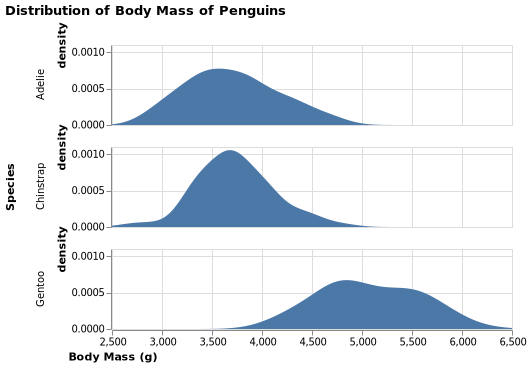 Distribution of Body Mass of Penguins
Species
Adelie
density
0.0010
0.0005
0.0000
Chinstrap
density
0.0010
0.0005
0.0000
Gentoo
density
0.0010
0.0005
0.0000
2,500 3,000 3,500 4,000 4,500 5,000 5,500 6,000 6,500
Body Mass (g)